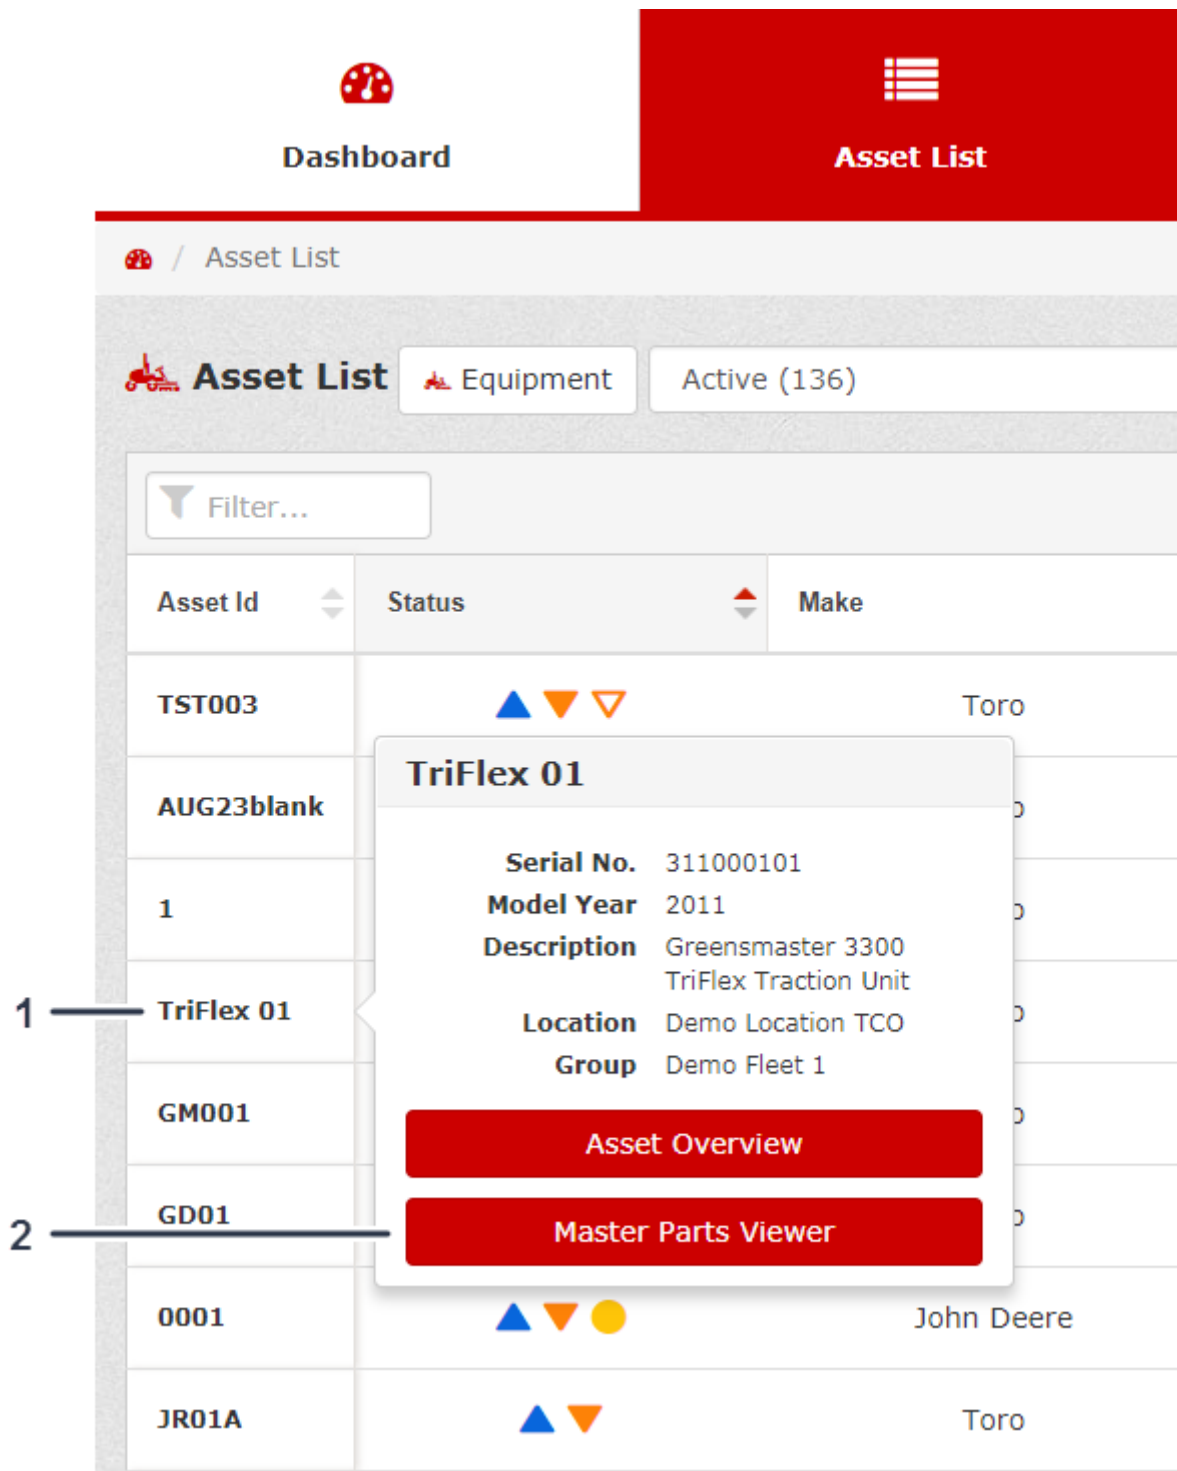 Dashboard
Asset List
/ Asset List
Asset List
Equipment
Active (136)
Filter...
Asset Id
Status
Make
TST003
Toro
AUG23blank
1
TriFlex 01
GM001
GD01
TriFlex 01
Serial No. 311000101
Model Year 2011
Description Greensmaster 3300
TriFlex Traction Unit
Location Demo Location TCO
Group Demo Fleet 1
Asset Overview
Master Parts Viewer
1
2
0001
John Deere
JR01A
Toro